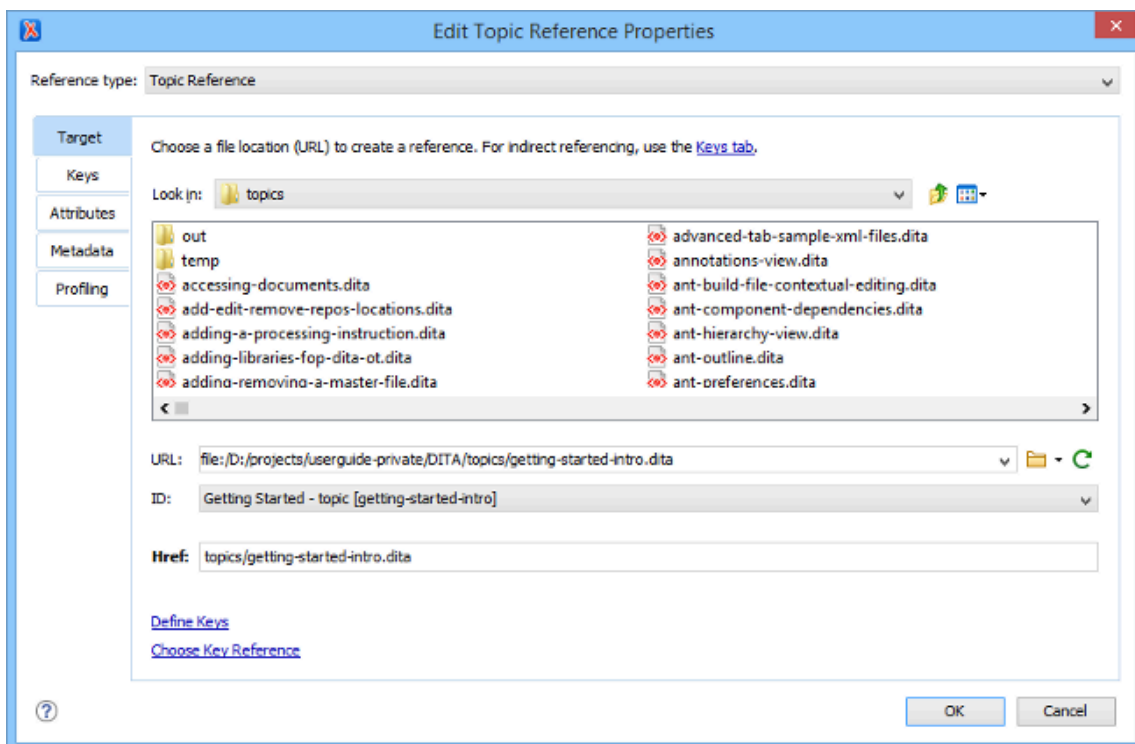 Edit Topic Reference Properties
Reference type: Topic Reference
Target
Keys
Attributes
Metadata
Profiling
Choose a file location (URL) to create a reference. For indirect referencing, use the Keys tab.
Look in: topics
out
temp
accessing-documents.dita
add-edit-remove-repos-locations.dita
adding-a-processing-instruction.dita
adding-libraries-fop-dita-ot.dita
adding-removing-a-master-file.dita
advanced-tab-sample-xml-files.dita
annotations-view.dita
ant-build-file-contextual-editing.dita
ant-component-dependencies.dita
ant-hierarchy-view.dita
ant-outline.dita
ant-preferences.dita
URL: file:/D:/projects/userguide-private/DITA/topics/getting-started-intro.dita
ID: Getting Started - topic [getting-started-intro]
Href: topics/getting-started-intro.dita
Define Keys
Choose Key Reference
?
OK
Cancel